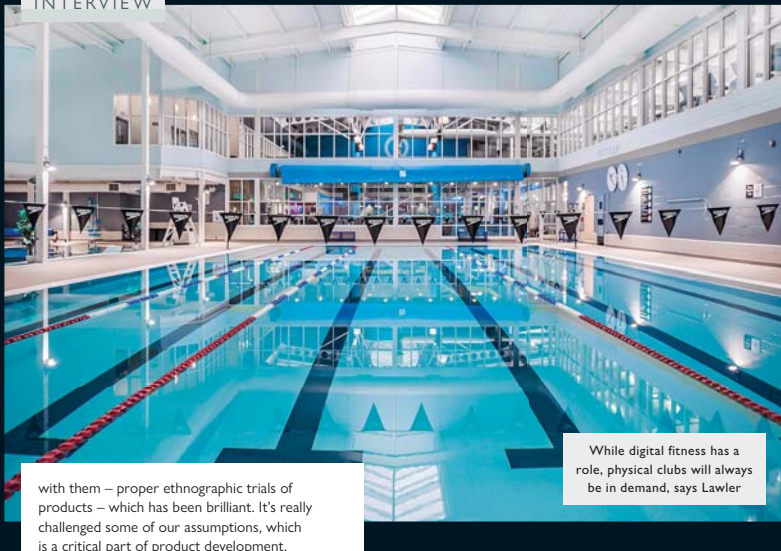 INTERVIEW
While digital fitness has a
role, physical clubs will always
be in demand, says Lawler
with them – proper ethnographic trials of
products – which has been brilliant. It's really
challenged some of our assumptions, which
is a critical part of product development.